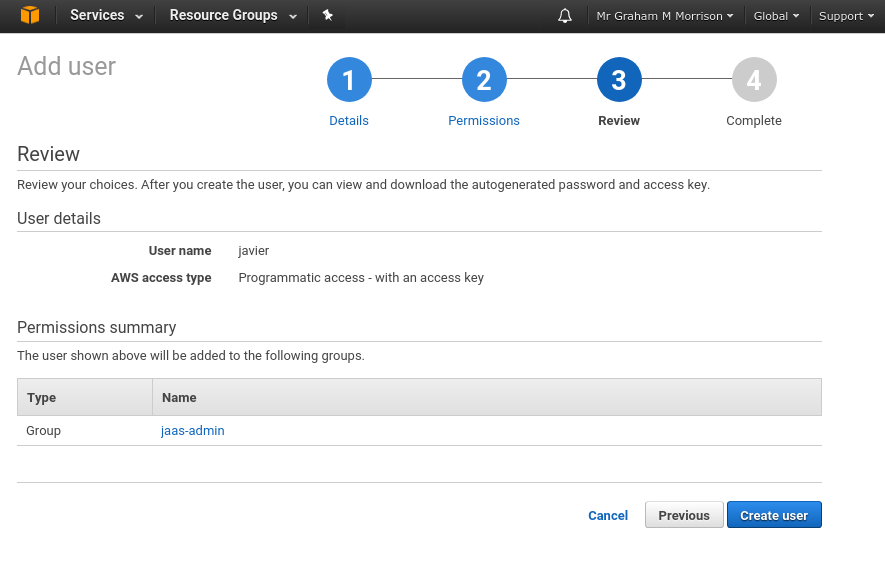 Services Resource Groups Mr Graham M Morrison Global Support
Add user
1 2 3 4
Details Permissions Review Complete
Review
Review your choices. After you create the user, you can view and download the autogenerated password and access key.
User details
User name javier
AWS access type Programmatic access - with an access key
Permissions summary
The user shown above will be added to the following groups.
Type Name
Group jaas-admin
Cancel Previous Create user